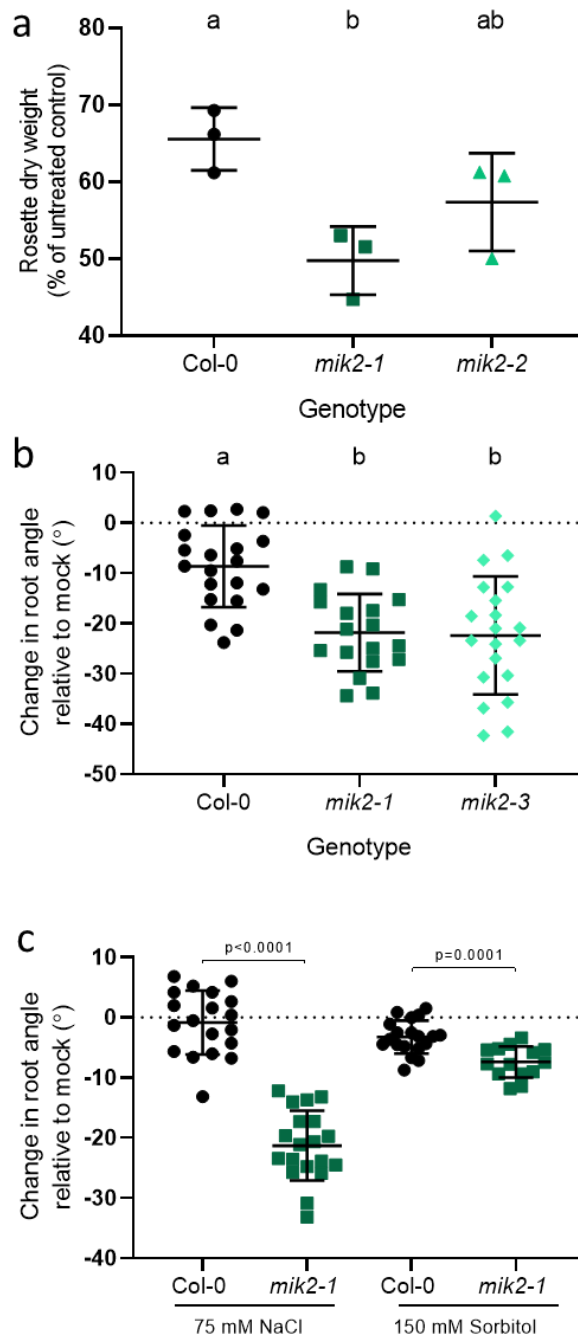 a
a b ab
Rosette dry weight
(% of untreated control)
80
70
60
50
40
Col-0 mik2-1 mik2-2
Genotype
b
a b b
Change in root angle
relative to mock (°)
10
0
-10
-20
-30
-40
-50
Col-0 mik2-1 mik2-3
Genotype
c
p<0.0001 p=0.0001
Change in root angle
relative to mock (°)
10
0
-10
-20
-30
-40
Col-0 mik2-1 Col-0 mik2-1
75 mM NaCl 150 mM Sorbitol